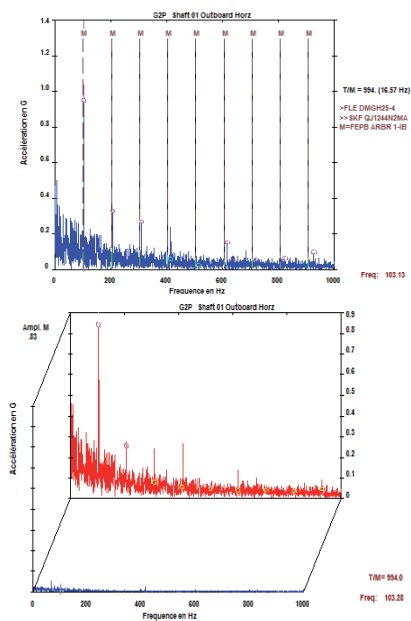 G2P Shaft 01 Outboard Horz
M M M M M M M M M
1.4
1.2
1.0
0.8
0.6
0.4
0.2
0
Accélération en G
0 200 400 600 800 1000
Frequence en Hz
T/M = 994. (16.57 Hz)
>FLE DMGH25-4
>>SKF QJ1244N2MA
M=FEPB ARBR 1-IB
Freq: 103.13
G2P Shaft 01 Outboard Horz
Ampl. M
.83
0.9
0.8
0.7
0.6
0.5
0.4
0.3
0.2
0.1
0
Accélération en G
0 200 400 600 800 1000
Frequence en Hz
T/M= 994.0
Freq: 103.28